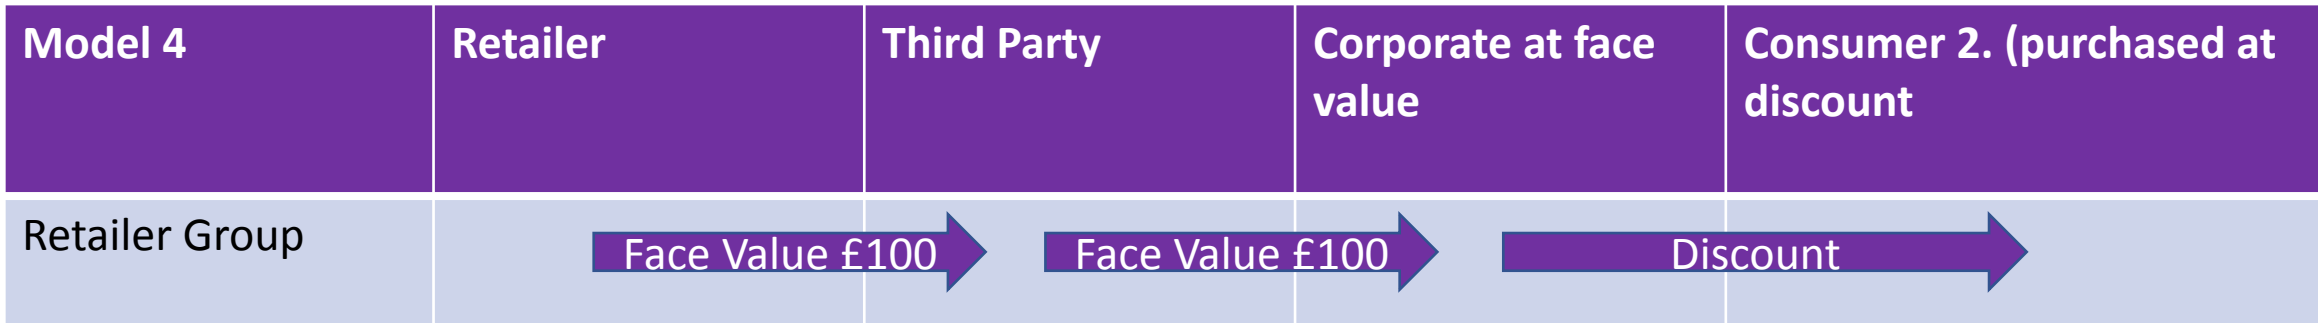 Model 4
Retailer
Third Party
Corporate at face
value
Consumer 2. (purchased at
discount
Retailer Group
Face Value £100
Face Value £100
Discount